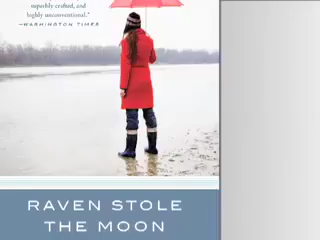 superbly crafted, and
highly unconventional."
—WASHINGTON TIMES
RAVEN STOLE
THE MOON